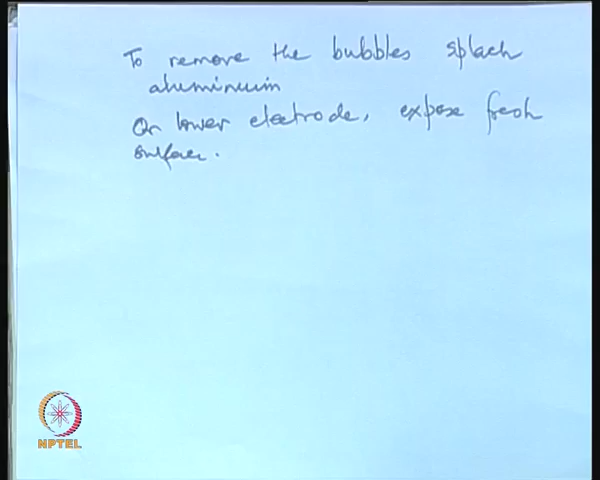 To remove the bubbles splash
aluminium
Or lower electrode, expose fresh
surface.
NPTEL